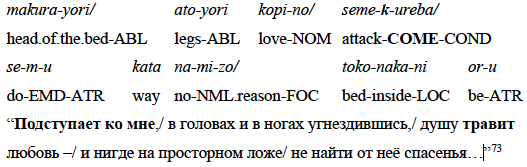 makura-yori/ ato-yori kopi-no/ seme-k-ureba/
head.of.the.bed-ABL legs-ABL love-NOM attack-COME-COND
se-m-u kata na-mi-zo/ toko-naka-ni or-u
do-EMD-ATR way no-NML.reason-FOC bed-inside-LOC be-ATR
“Подступает ко мне,/ в головах и в ногах угнездившись,/ душу травит
любовь –/ и нигде на просторном ложе/ не найти от неё спасенья…”73